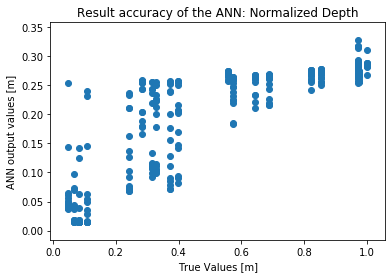 Result accuracy of the ANN: Normalized Depth
ANN output values [m]
0.35
0.30
0.25
0.20
0.15
0.10
0.05
0.00
0.0 0.2 0.4 0.6 0.8 1.0
True Values [m]